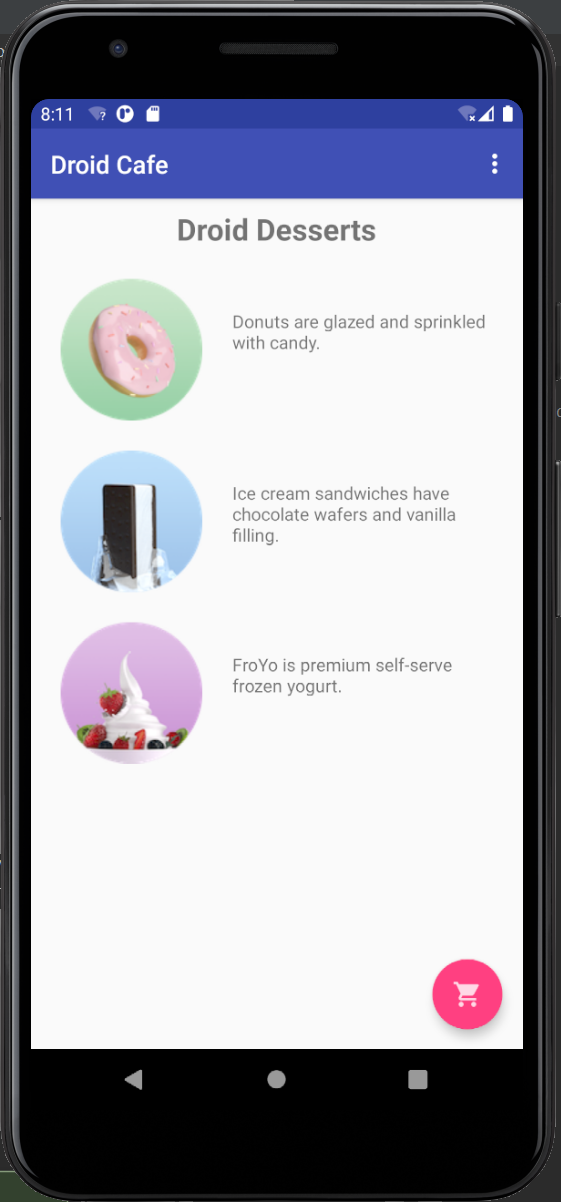 8:11
Droid Cafe
Droid Desserts
Donuts are glazed and sprinkled
with candy.
Ice cream sandwiches have
chocolate wafers and vanilla
filling.
FroYo is premium self-serve
frozen yogurt.